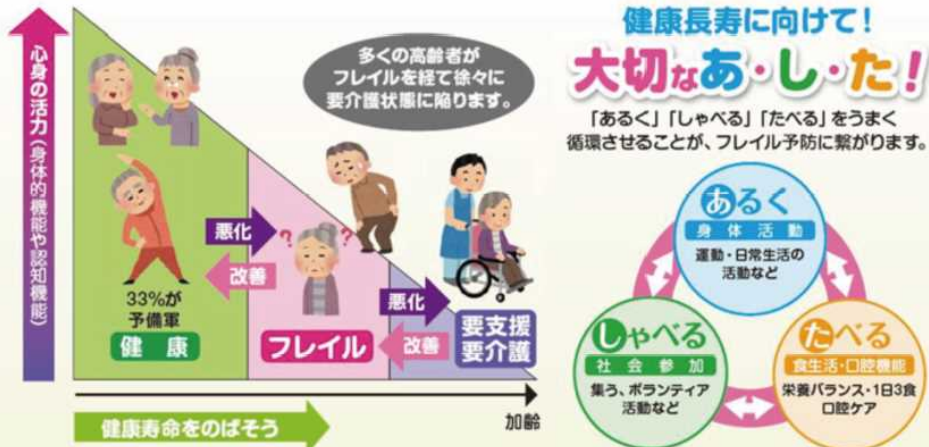 心身の活力(身体的機能や認知機能)
多くの高齢者が
フレイルを経て徐々に
要介護状態に陥ります。
悪化
改善
??
悪化
改善
33%が
予備軍
健康
フレイル
要支援
要介護
加齢
健康寿命をのばそう
健康長寿に向けて!
大切なあ・し・た!
「あるく」「しゃべる」「たべる」をうまく
循環させることが、フレイル予防に繋がります。
あるく
身体活動
運動・日常生活の
活動など
しゃべる
社会参加
集う、ボランティア
活動など
たべる
食生活・口腔機能
栄養バランス・1日3食
口腔ケア